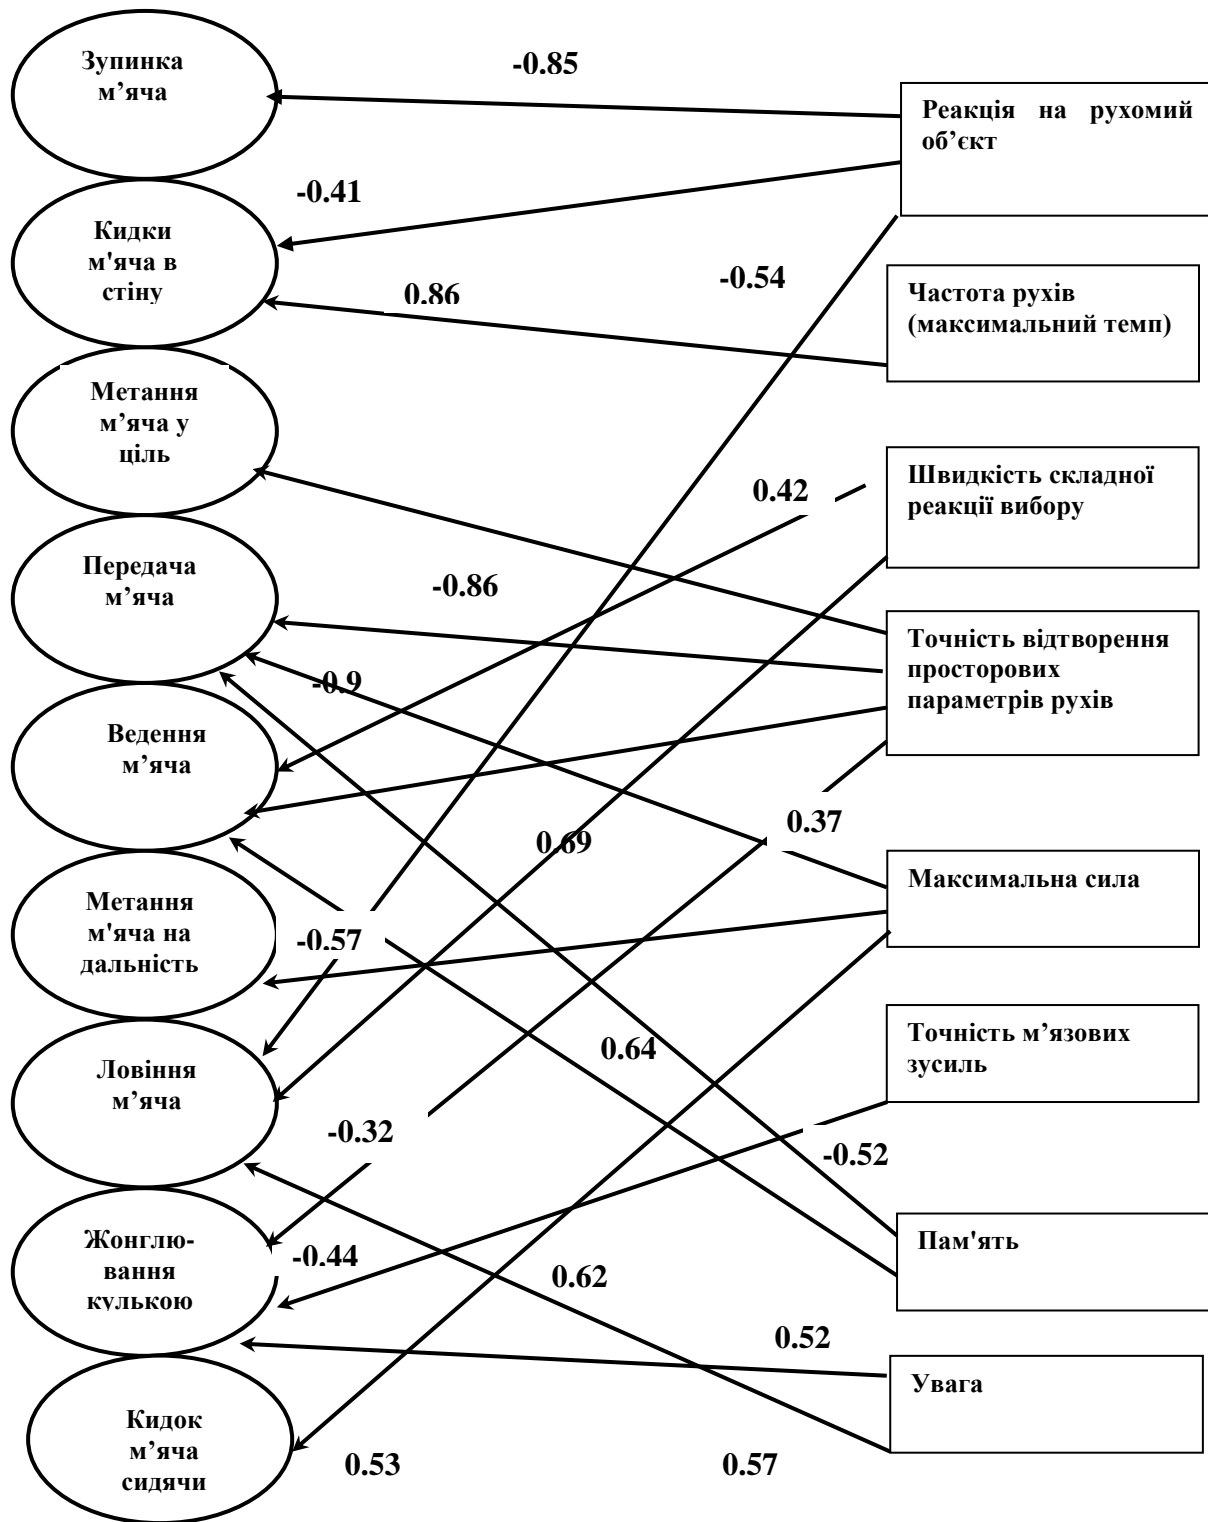 Зупинка
м’яча
-0.85
Реакція на рухомий
об’єкт
-0.41
Кидки
м'яча в
стіну
-0.54
0.86
Частота рухів
(максимальний темп)
Метання
м’яча у
ціль
0.42
Швидкість складної
реакції вибору
Передача
м’яча
-0.86
Точність відтворення
просторових
параметрів рухів
-0.9
Ведення
м’яча
0.37
0.69
Максимальна сила
Метання
м'яча на
дальність
-0.57
Точність м’язових
зусиль
0.64
Ловіння
м’яча
-0.32
-0.52
Пам'ять
Жонглю-
вання
кулькою
-0.44
0.62
0.52
Увага
Кидок
м’яча
сидячи
0.53
0.57